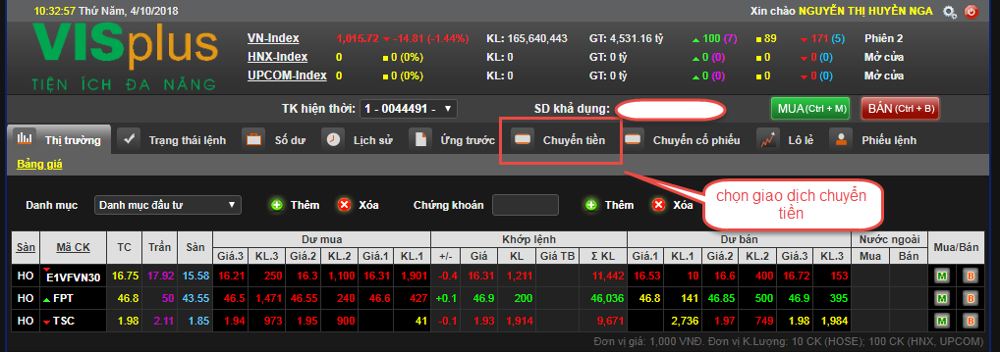 10:32:57 Thứ Năm, 4/10/2018 Xin chào NGUYỄN THỊ HUYỀN NGA
VISplus
TIỆN ÍCH ĐA NĂNG
VN-Index 1,015.72 -14.81 (-1.44%) KL: 165,640,443 GT: 4,531.16 tỷ 100 (7) 89 171 (5) Phiên 2
HNX-Index 0 0 (0%) KL: 0 GT: 0 tỷ 0 (0) 0 0 (0) Mở cửa
UPCOM-Index 0 0 (0%) KL: 0 GT: 0 tỷ 0 (0) 0 0 (0) Mở cửa
TK hiện thời: 1 - 0044491 - SD khả dụng: MUA(Ctrl + M) BÁN(Ctrl + B)
Thị trường Trạng thái lệnh Số dư Lịch sử Ứng trước Chuyển tiền Chuyển cổ phiếu Lô lẻ Phiếu lệnh
Bảng giá
chọn giao dịch chuyển
tiền
Danh mục Danh mục đầu tư Thêm Xóa Chứng khoán Thêm Xóa
Sàn Mã CK TC Trần Sàn Dư mua Khớp lệnh Dư bán Nước ngoài Mua/Bán
Giá.3 KL.3 Giá.2 KL.2 Giá.1 KL.1 +/- Giá KL Giá TB Σ KL Giá.1 KL.1 Giá.2 KL.2 Giá.3 KL.3 Mua Bán
HO E1VFVN30 16.75 17.92 15.58 16.21 250 16.3 1,100 16.31 1,901 -0.4 16.31 1,211 11,442 16.53 10 16.6 400 16.72 153 M B
HO FPT 46.8 50 43.55 46.5 1,471 46.55 240 46.6 427 +0.1 46.9 200 46,036 46.8 141 46.85 500 46.9 395 M B
HO TSC 1.98 2.11 1.85 1.94 973 1.95 900 41 -0.1 1.93 1,914 9,671 2,736 1.97 749 1.98 1,984 M B
Đơn vị giá: 1,000 VNĐ. Đơn vị K.Lượng: 10 CK (HOSE); 100 CK (HNX, UPCOM)